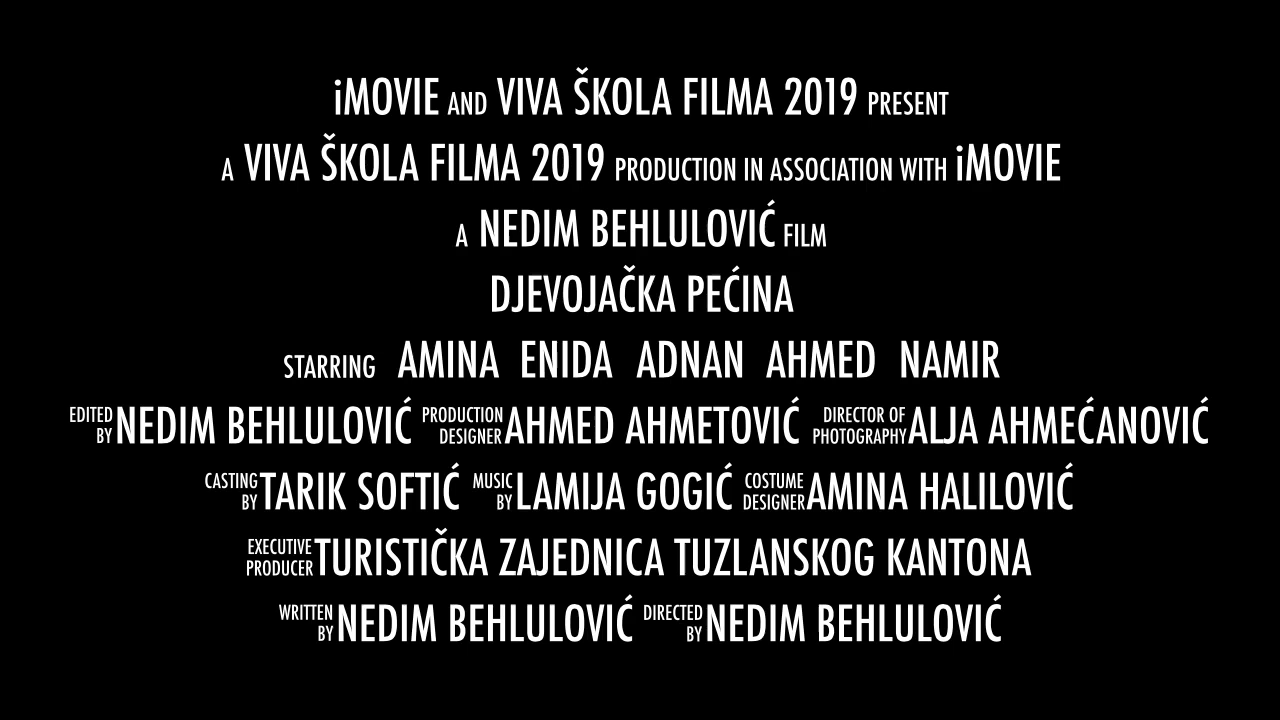 iMOVIE AND VIVA ŠKOLA FILMA 2019 PRESENT
A VIVA ŠKOLA FILMA 2019 PRODUCTION IN ASSOCIATION WITH iMOVIE
A NEDIM BEHLULOVIĆ FILM
DJEVOJAČKA PEĆINA
STARRING AMINA ENIDA ADNAN AHMED NAMIR
EDITED BY NEDIM BEHLULOVIĆ PRODUCTION DESIGNER AHMED AHMETOVIĆ DIRECTOR OF PHOTOGRAPHY ALJA AHMEĆANOVIĆ
CASTING BY TARIK SOFTIĆ MUSIC BY LAMIJA GOGIĆ COSTUME DESIGNER AMINA HALILOVIĆ
EXECUTIVE PRODUCER TURISTIČKA ZAJEDNICA TUZLANSKOG KANTONA
WRITTEN BY NEDIM BEHLULOVIĆ DIRECTED BY NEDIM BEHLULOVIĆ